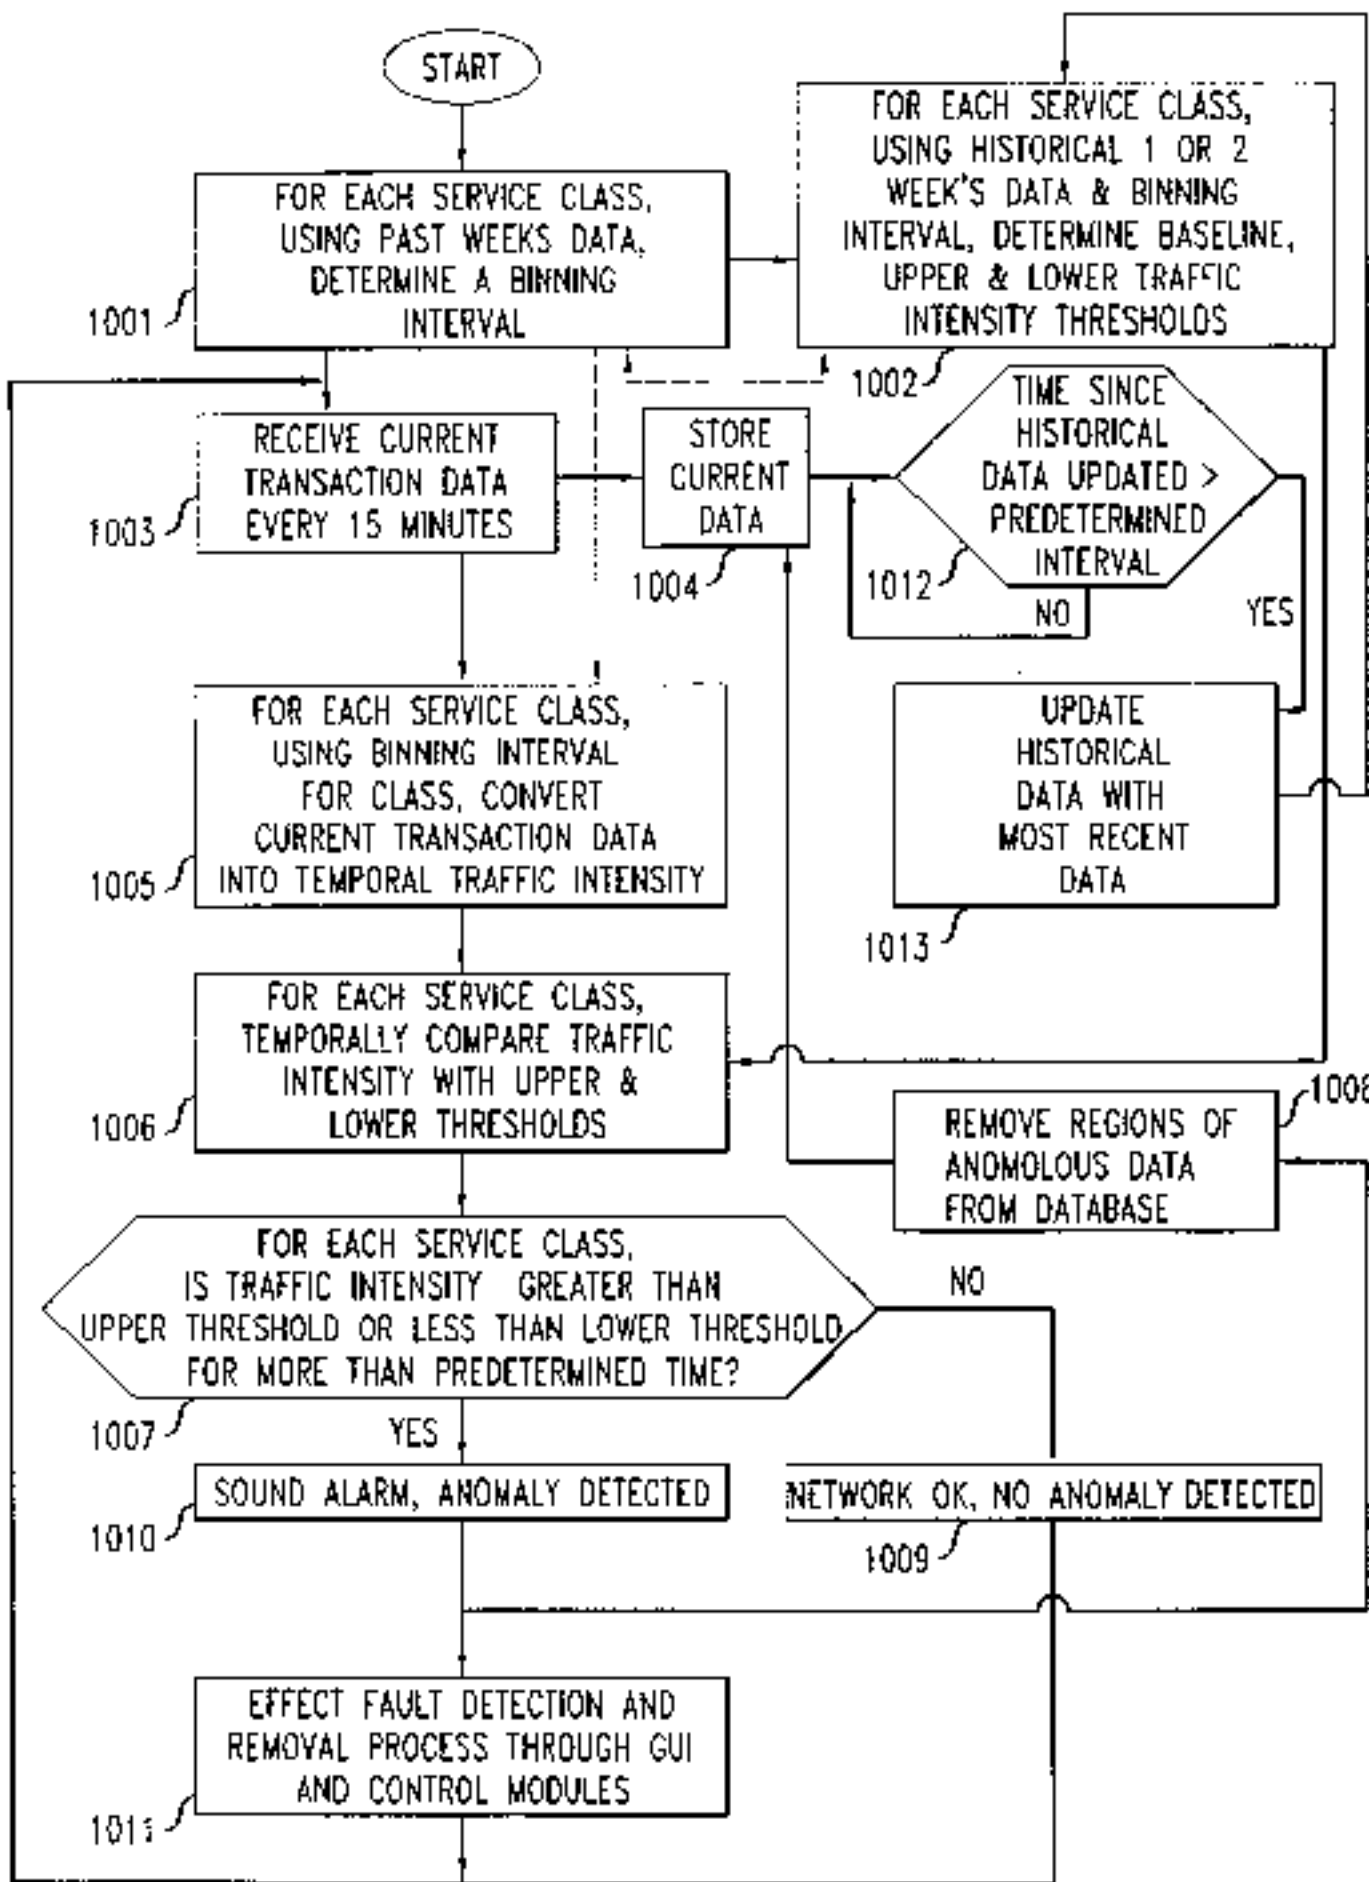 START
FOR EACH SERVICE CLASS,
USING PAST WEEKS DATA,
DETERMINE A BINNING
INTERVAL
1001
FOR EACH SERVICE CLASS,
USING HISTORICAL 1 OR 2
WEEK'S DATA & BINNING
INTERVAL, DETERMINE BASELINE,
UPPER & LOWER TRAFFIC
INTENSITY THRESHOLDS
1002
RECEIVE CURRENT
TRANSACTION DATA
EVERY 15 MINUTES
1003
STORE
CURRENT
DATA
1004
TIME SINCE
HISTORICAL
DATA UPDATED >
PREDETERMINED
INTERVAL
1012
NO
YES
FOR EACH SERVICE CLASS,
USING BINNING INTERVAL
FOR CLASS, CONVERT
CURRENT TRANSACTION DATA
INTO TEMPORAL TRAFFIC INTENSITY
1005
UPDATE
HISTORICAL
DATA WITH
MOST RECENT
DATA
1013
FOR EACH SERVICE CLASS,
TEMPORALLY COMPARE TRAFFIC
INTENSITY WITH UPPER &
LOWER THRESHOLDS
1006
REMOVE REGIONS OF
ANOMOLOUS DATA
FROM DATABASE
1008
FOR EACH SERVICE CLASS,
IS TRAFFIC INTENSITY GREATER THAN
UPPER THRESHOLD OR LESS THAN LOWER THRESHOLD
FOR MORE THAN PREDETERMINED TIME?
1007
NO
YES
SOUND ALARM, ANOMALY DETECTED
1010
NETWORK OK, NO ANOMALY DETECTED
1009
EFFECT FAULT DETECTION AND
REMOVAL PROCESS THROUGH GUI
AND CONTROL MODULES
1011